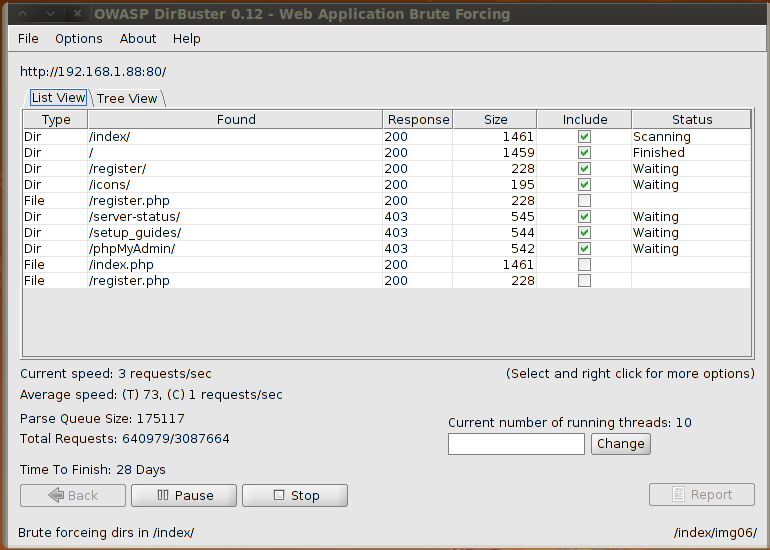 OWASP DirBuster 0.12 - Web Application Brute Forcing
File Options About Help
http://192.168.1.88:80/
List View Tree View
Type Found Response Size Include Status
Dir /index/ 200 1461 Scanning
Dir / 200 1459 Finished
Dir /register/ 200 228 Waiting
Dir /icons/ 200 195 Waiting
File /register.php 200 228
Dir /server-status/ 403 545 Waiting
Dir /setup_guides/ 403 544 Waiting
Dir /phpMyAdmin/ 403 542 Waiting
File /index.php 200 1461
File /register.php 200 228
Current speed: 3 requests/sec (Select and right click for more options)
Average speed: (T) 73, (C) 1 requests/sec
Parse Queue Size: 175117
Total Requests: 640979/3087664
Current number of running threads: 10
Change
Time To Finish: 28 Days
Back Pause Stop Report
Brute forceing dirs in /index/ /index/img06/